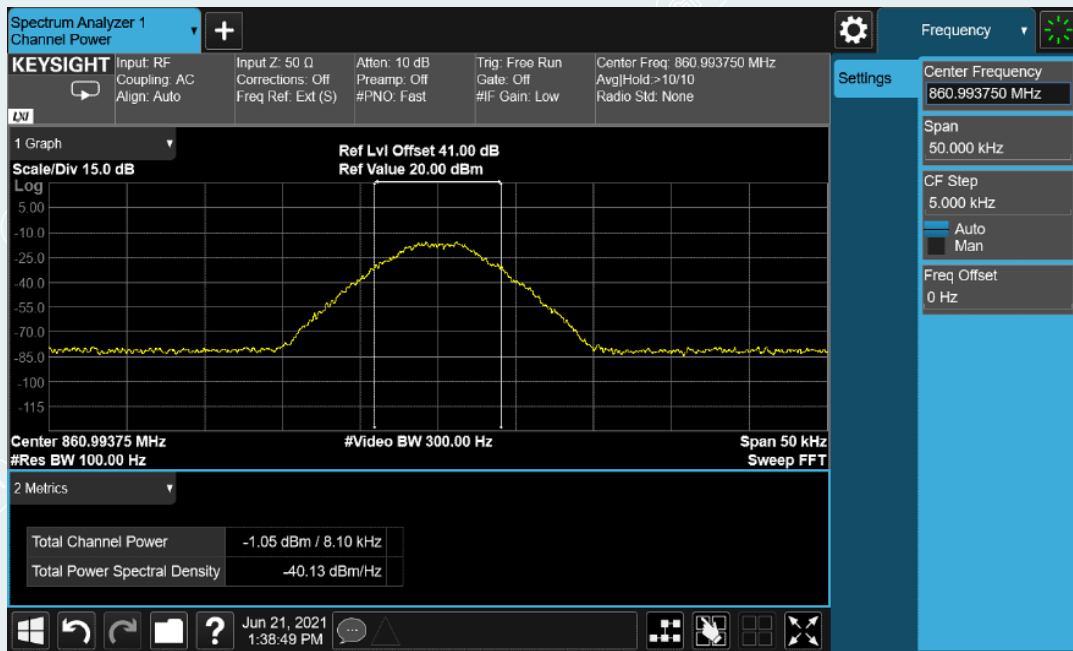 Spectrum Analyzer 1
Channel Power
Frequency
KEYSIGHT
Input: RF
Coupling: AC
Align: Auto
Input Z: 50 Ω
Corrections: Off
Freq Ref: Ext (S)
Atten: 10 dB
Preamp: Off
#PNO: Fast
Trig: Free Run
Gate: Off
#IF Gain: Low
Center Freq: 860.993750 MHz
Avg|Hold:>10/10
Radio Std: None
LXI
Settings
Center Frequency
860.993750 MHz
Span
50.000 kHz
CF Step
5.000 kHz
Auto
Man
Freq Offset
0 Hz
1 Graph
Scale/Div 15.0 dB
Ref Lvl Offset 41.00 dB
Ref Value 20.00 dBm
Log
5.00
-10.0
-25.0
-40.0
-55.0
-70.0
-85.0
-100
-115
Center 860.99375 MHz
#Video BW 300.00 Hz
Span 50 kHz
#Res BW 100.00 Hz
Sweep FFT
2 Metrics
Total Channel Power -1.05 dBm / 8.10 kHz
Total Power Spectral Density -40.13 dBm/Hz
?
Jun 21, 2021
1:38:49 PM